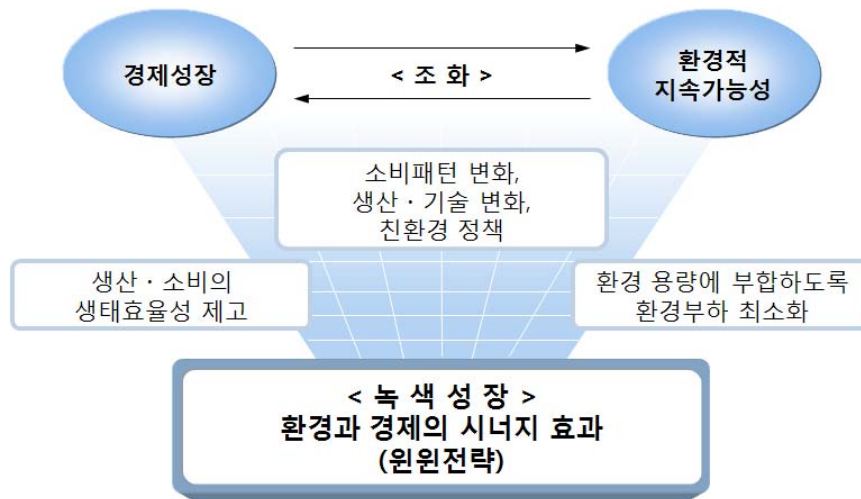 경제성장
< 조 화 >
환경적
지속가능성
소비패턴 변화,
생산 · 기술 변화,
친환경 정책
생산 · 소비의
생태효율성 제고
환경 용량에 부합하도록
환경부하 최소화
< 녹 색 성 장 >
환경과 경제의 시너지 효과
(윈윈전략)